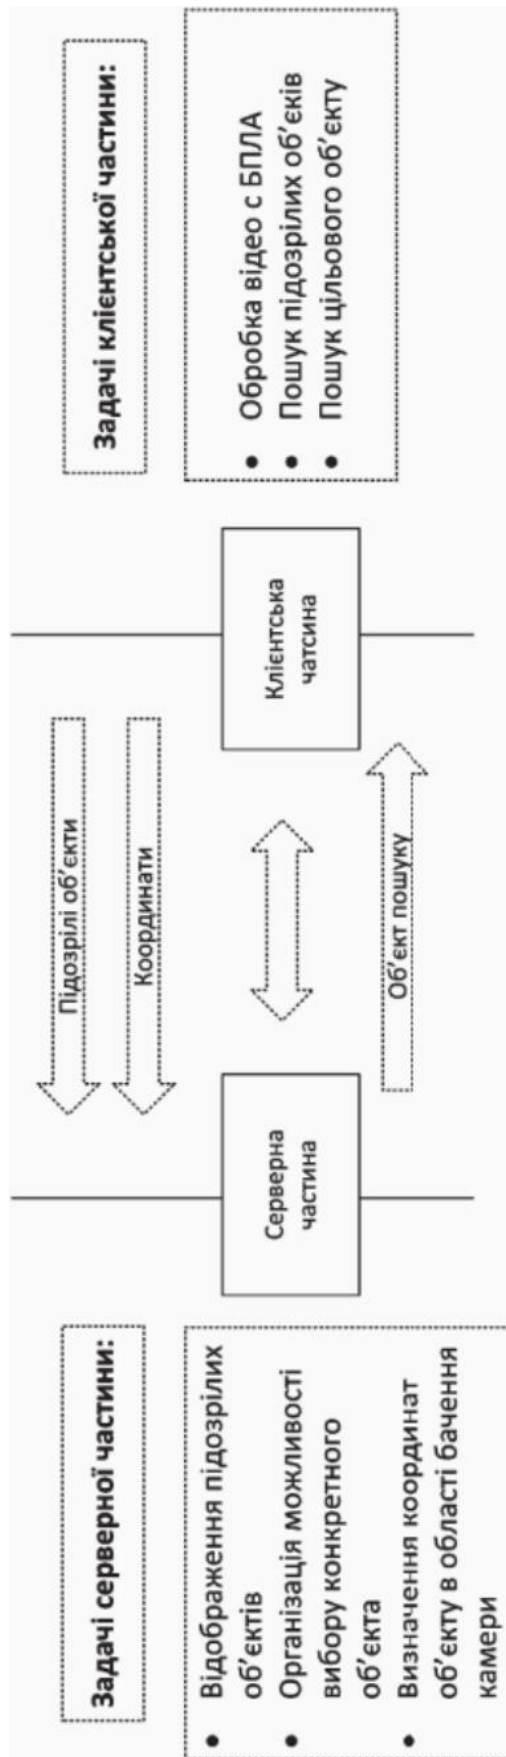 Задачі серверної частини:
Відображення підозрілих
об’єктів
Організація можливості
вибору конкретного
об’єкта
Визначення координат
об’єкту в області бачення
камери
Серверна
частина
Підозрілі об’єкти
Координати
Об’єкт пошуку
Клієнтська
чатсина
Задачі клієнтської частини:
Обробка відео с БПЛА
Пошук підозрілих об’єків
Пошук цільового об’єкту